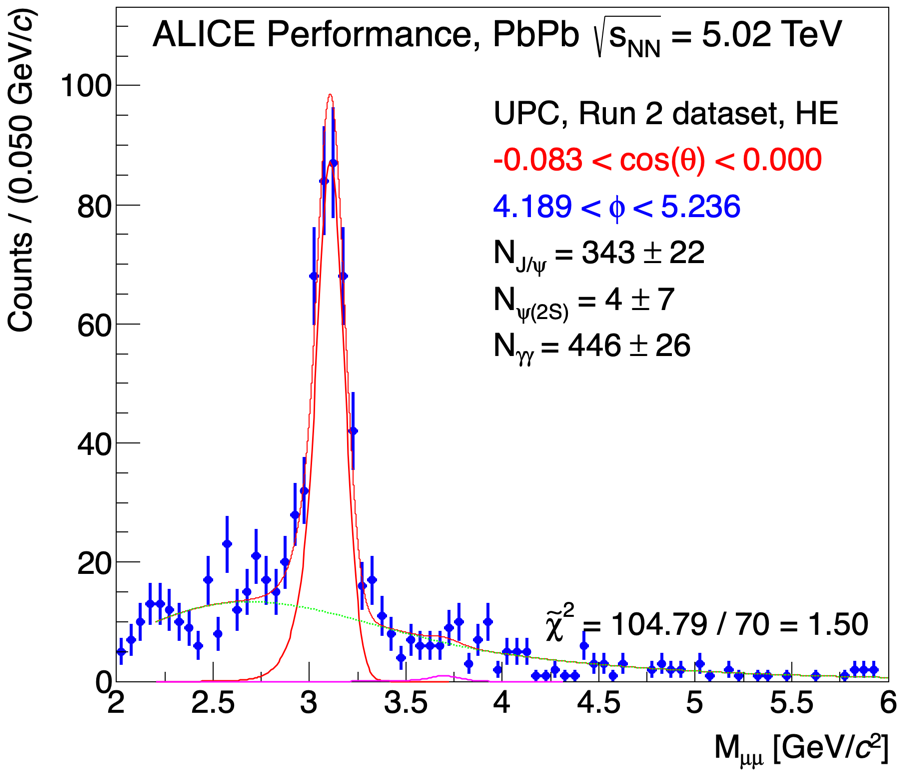 ALICE Performance, PbPb √sNN = 5.02 TeV
UPC, Run 2 dataset, HE
-0.083 < cos(θ) < 0.000
4.189 < ϕ < 5.236
NJ/ψ = 343 ± 22
Nψ(2S) = 4 ± 7
Nγγ = 446 ± 26
χ̃² = 104.79 / 70 = 1.50
Counts / (0.050 GeV/c)
100
80
60
40
20
0
2 2.5 3 3.5 4 4.5 5 5.5 6
Mμμ [GeV/c²]